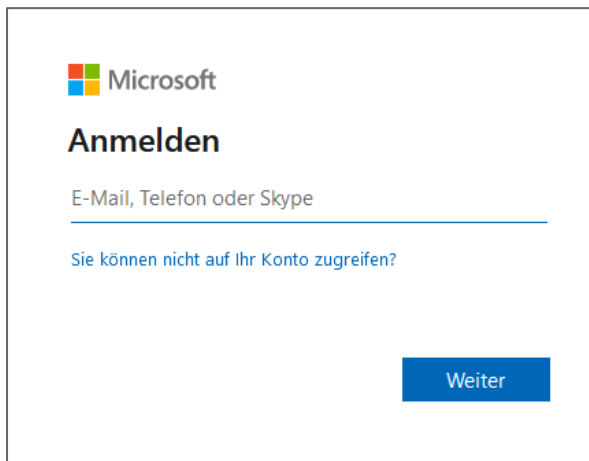 Microsoft
Anmelden
E-Mail, Telefon oder Skype
Sie können nicht auf Ihr Konto zugreifen?
Weiter